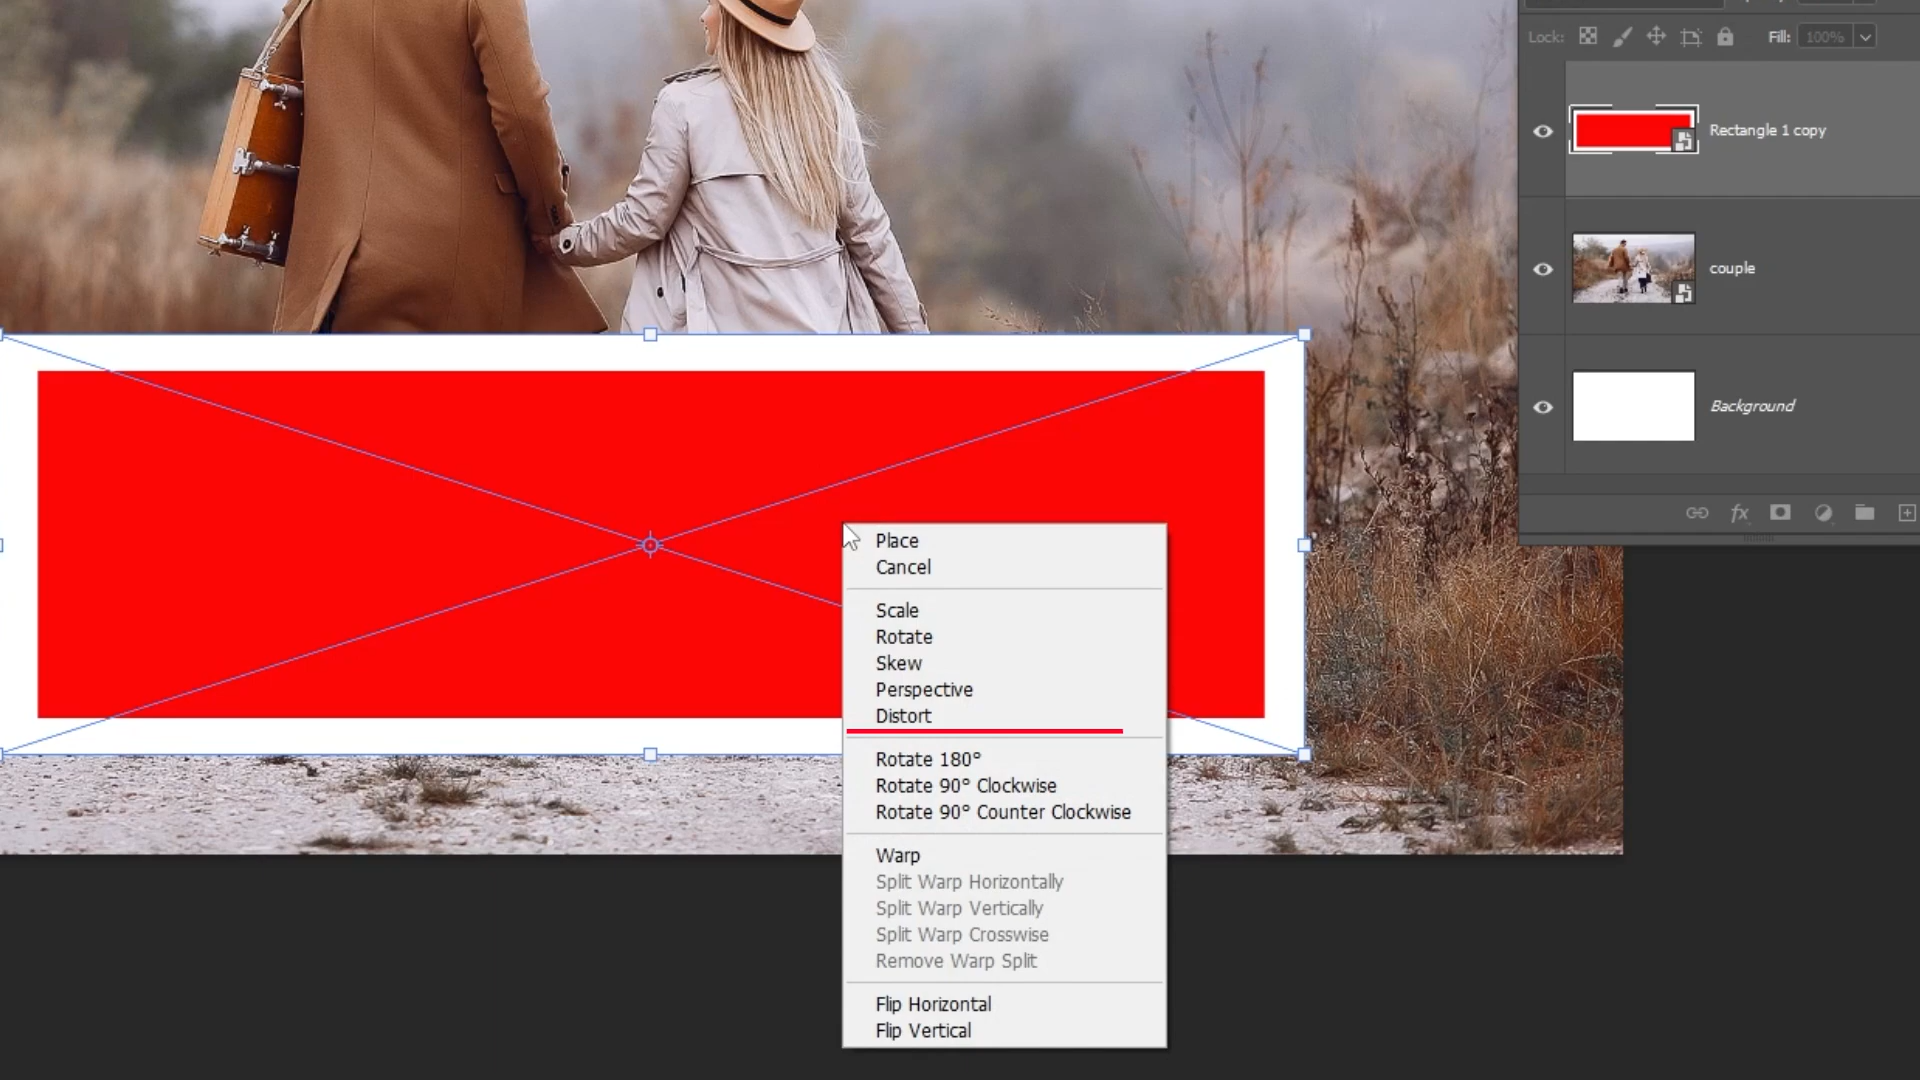 Lock:
Fill: 100%
Rectangle 1 copy
couple
Background
Place
Cancel
Scale
Rotate
Skew
Perspective
Distort
Rotate 180°
Rotate 90° Clockwise
Rotate 90° Counter Clockwise
Warp
Split Warp Horizontally
Split Warp Vertically
Split Warp Crosswise
Remove Warp Split
Flip Horizontal
Flip Vertical